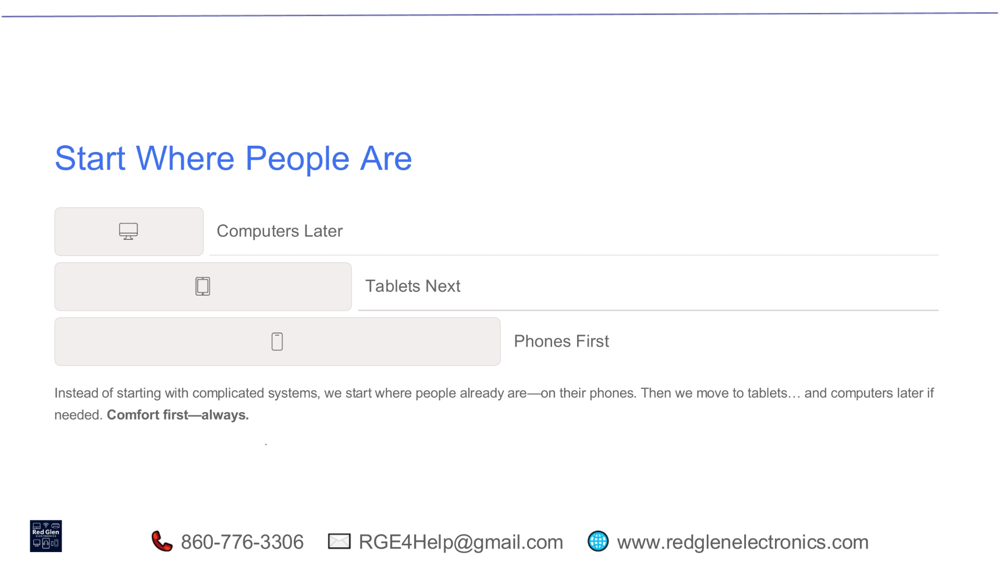 Start Where People Are
Computers Later
Tablets Next
Phones First
Instead of starting with complicated systems, we start where people already are—on their phones. Then we move to tablets… and computers later if
needed. Comfort first—always.
.
Red Glen
ELECTRONICS
860-776-3306 RGE4Help@gmail.com www.redglenelectronics.com